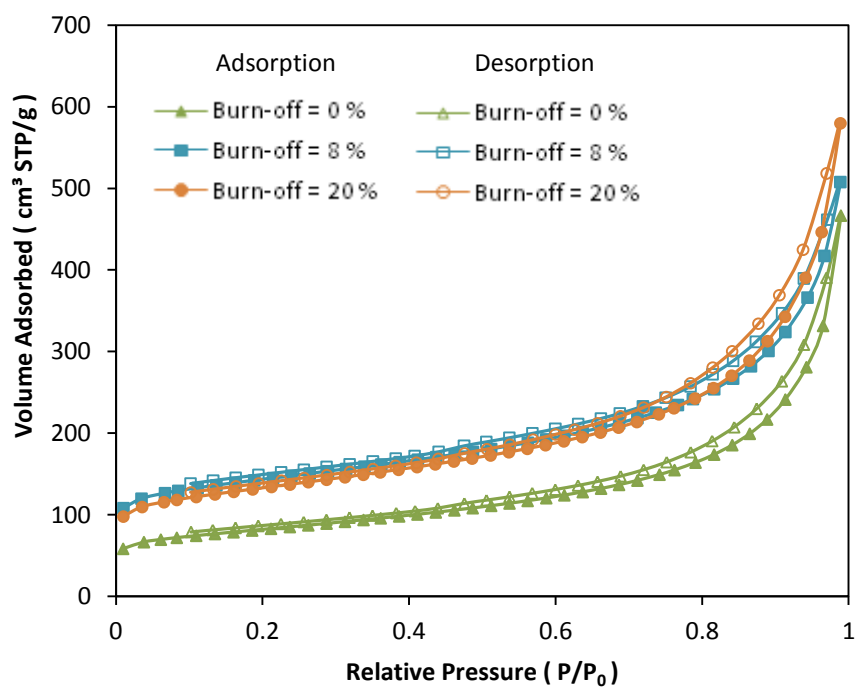 700
600
500
400
300
200
100
0
Volume Adsorbed ( cm³ STP/g )
Adsorption Desorption
Burn-off = 0 % Burn-off = 0 %
Burn-off = 8 % Burn-off = 8 %
Burn-off = 20 % Burn-off = 20 %
0 0.2 0.4 0.6 0.8 1
Relative Pressure ( P/P₀ )